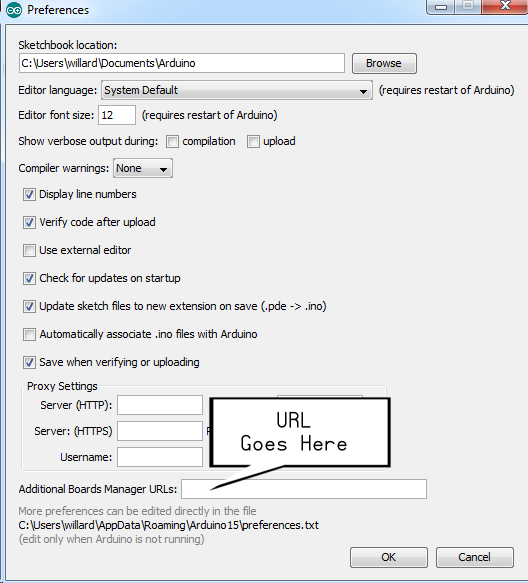 Preferences
Sketchbook location:
C:\Users\willard\Documents\Arduino Browse
Editor language: System Default (requires restart of Arduino)
Editor font size: 12 (requires restart of Arduino)
Show verbose output during: compilation upload
Compiler warnings: None
Display line numbers
Verify code after upload
Use external editor
Check for updates on startup
Update sketch files to new extension on save (.pde -> .ino)
Automatically associate .ino files with Arduino
Save when verifying or uploading
Proxy Settings
Server (HTTP):
Server: (HTTPS)
Username:
URL
Goes Here
Additional Boards Manager URLs:
More preferences can be edited directly in the file
C:\Users\willard\AppData\Roaming\Arduino15\preferences.txt
(edit only when Arduino is not running)
OK Cancel